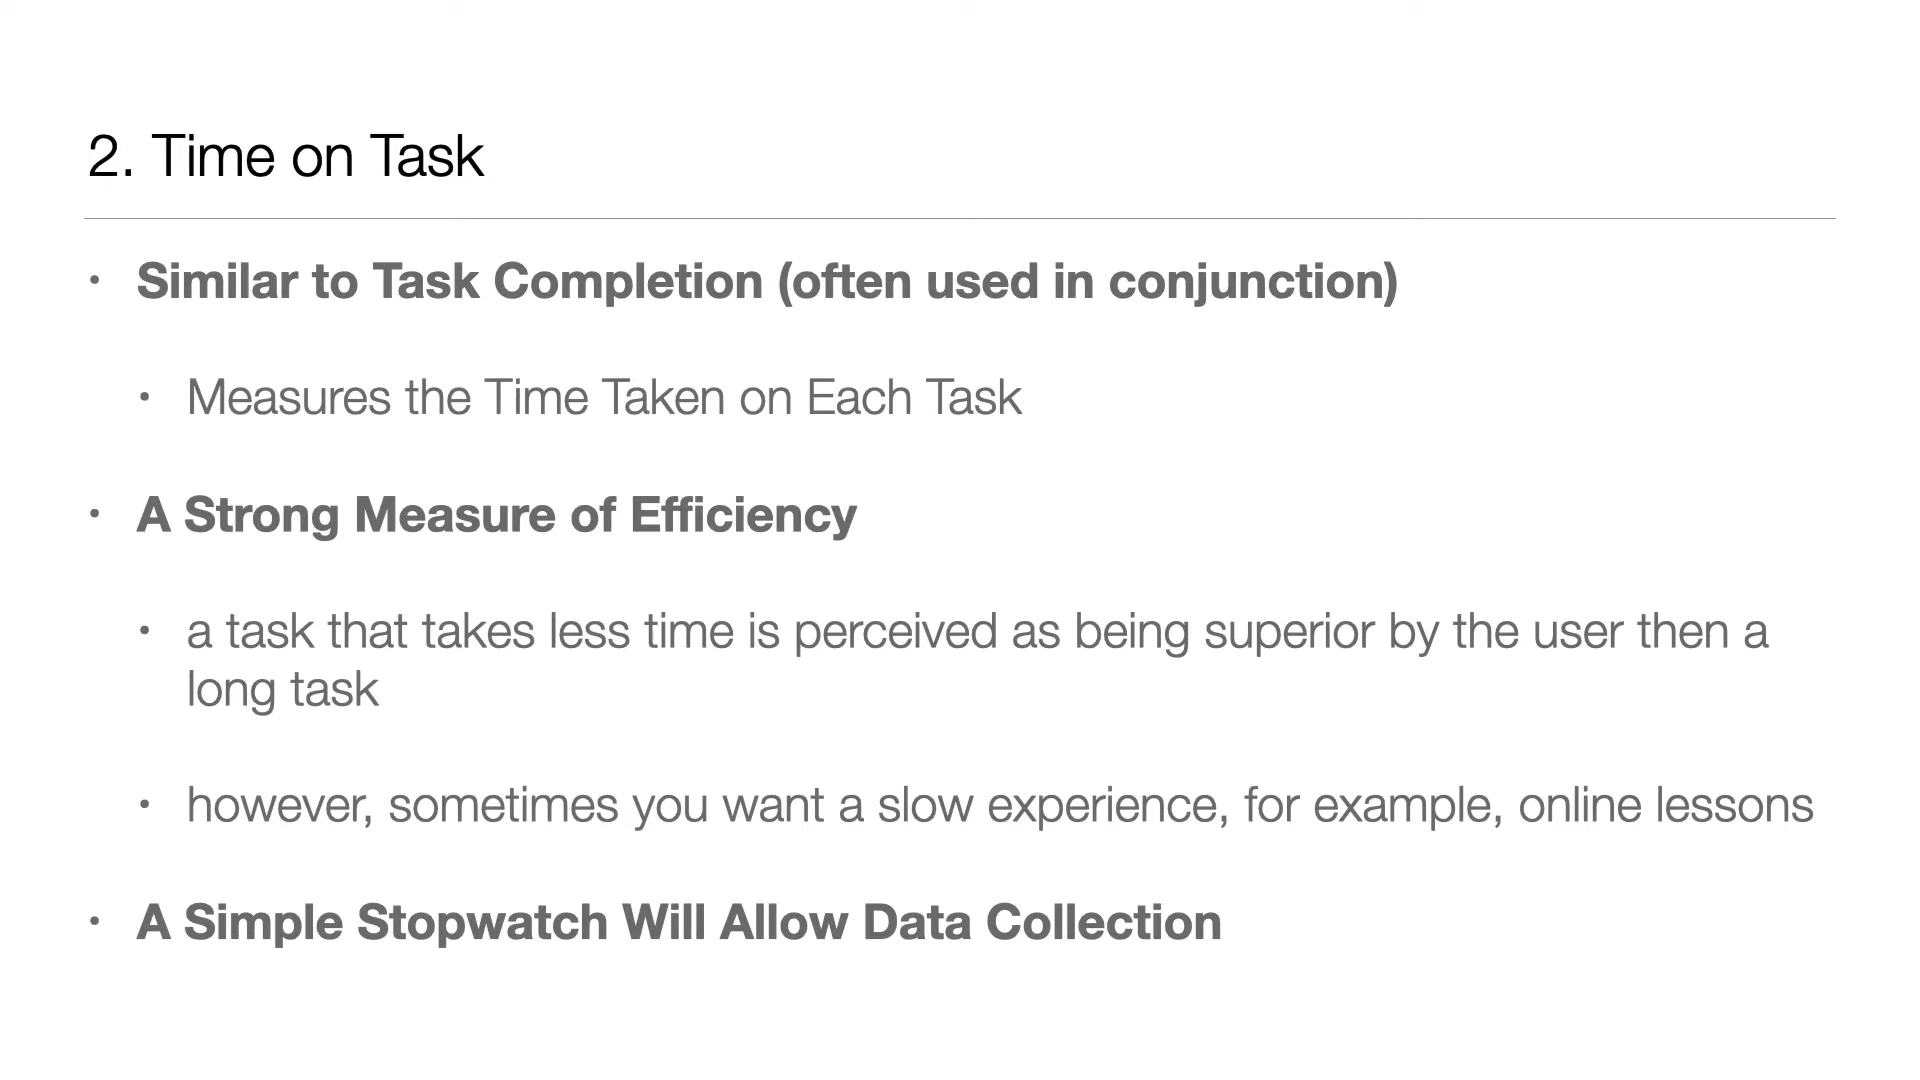 2. Time on Task
• Similar to Task Completion (often used in conjunction)
• Measures the Time Taken on Each Task
• A Strong Measure of Efficiency
• a task that takes less time is perceived as being superior by the user then a
long task
• however, sometimes you want a slow experience, for example, online lessons
• A Simple Stopwatch Will Allow Data Collection